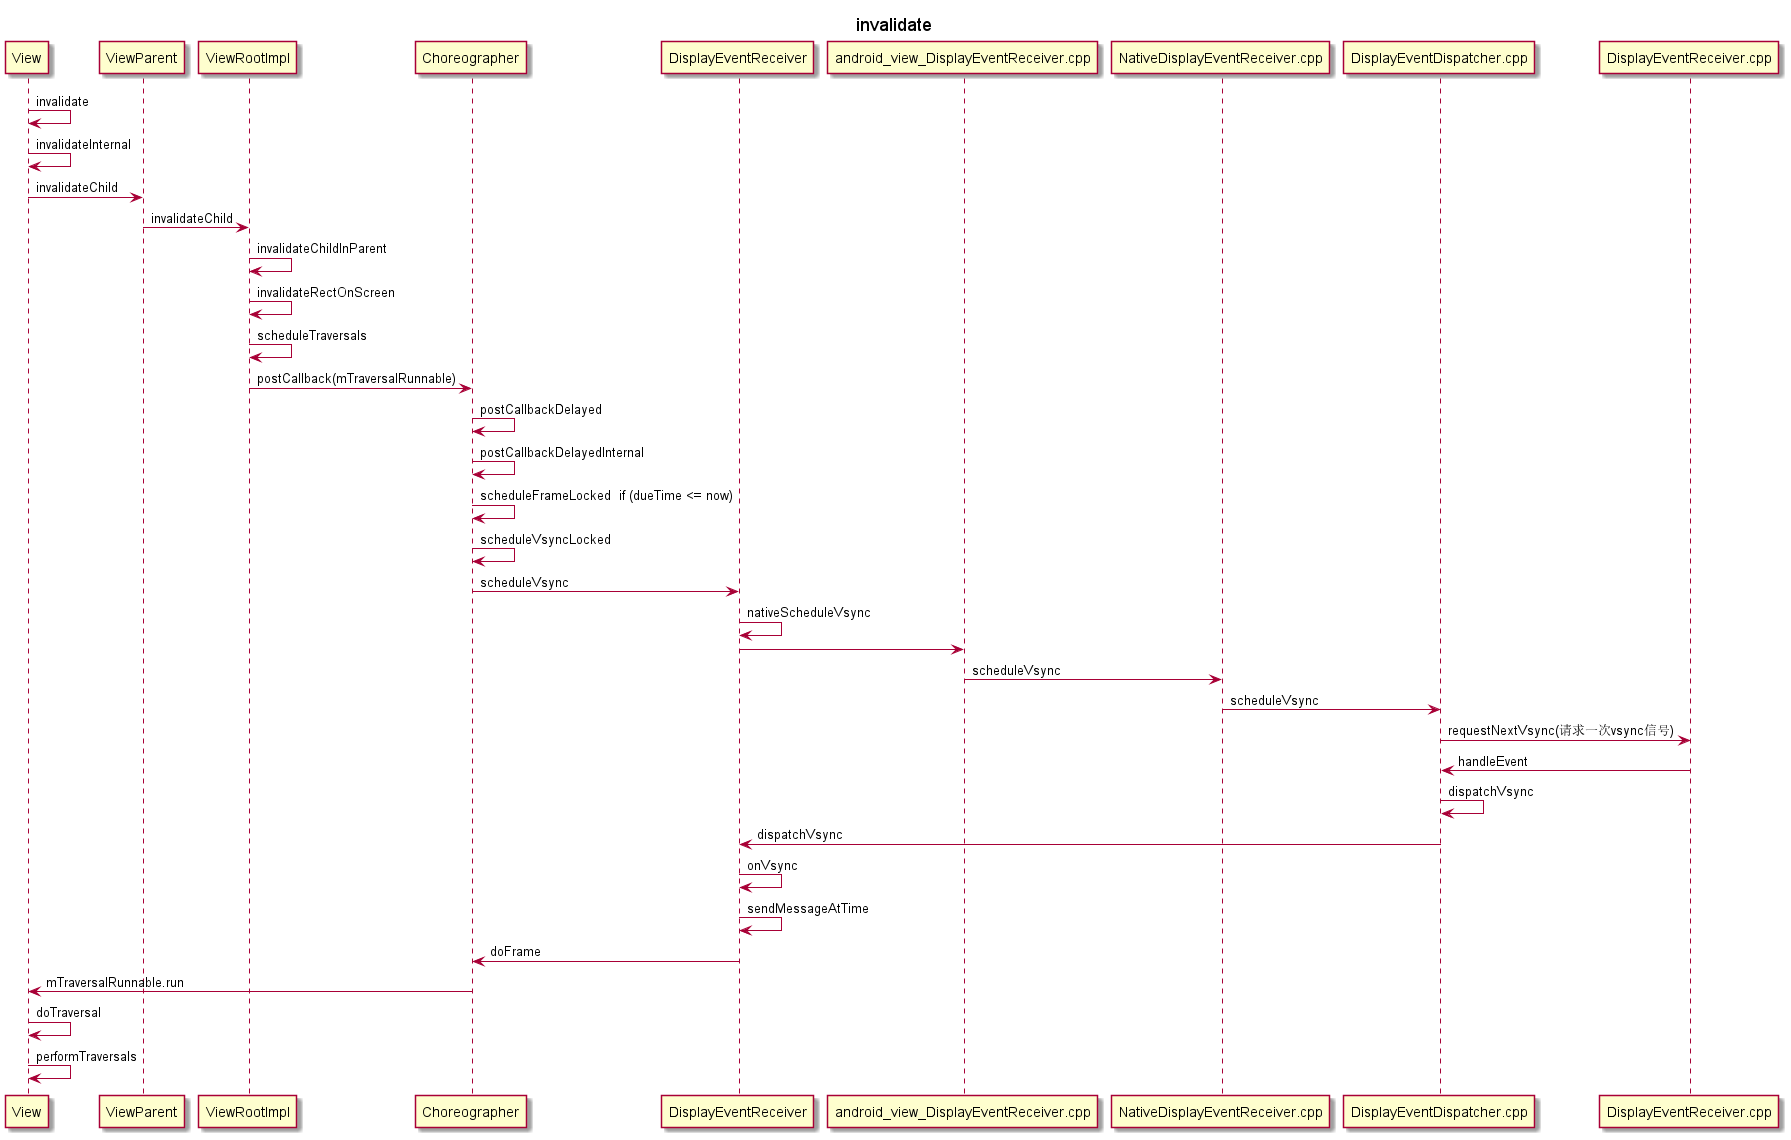 invalidate
View
ViewParent
ViewRootImpl
Choreographer
DisplayEventReceiver
android_view_DisplayEventReceiver.cpp
NativeDisplayEventReceiver.cpp
DisplayEventDispatcher.cpp
DisplayEventReceiver.cpp
invalidate
invalidateInternal
invalidateChild
invalidateChild
invalidateChildInParent
invalidateRectOnScreen
scheduleTraversals
postCallback(mTraversalRunnable)
postCallbackDelayed
postCallbackDelayedInternal
scheduleFrameLocked  if (dueTime <= now)
scheduleVsyncLocked
scheduleVsync
nativeScheduleVsync
scheduleVsync
scheduleVsync
requestNextVsync(请求一次vsync信号)
handleEvent
dispatchVsync
dispatchVsync
onVsync
sendMessageAtTime
doFrame
mTraversalRunnable.run
doTraversal
performTraversals
View
ViewParent
ViewRootImpl
Choreographer
DisplayEventReceiver
android_view_DisplayEventReceiver.cpp
NativeDisplayEventReceiver.cpp
DisplayEventDispatcher.cpp
DisplayEventReceiver.cpp